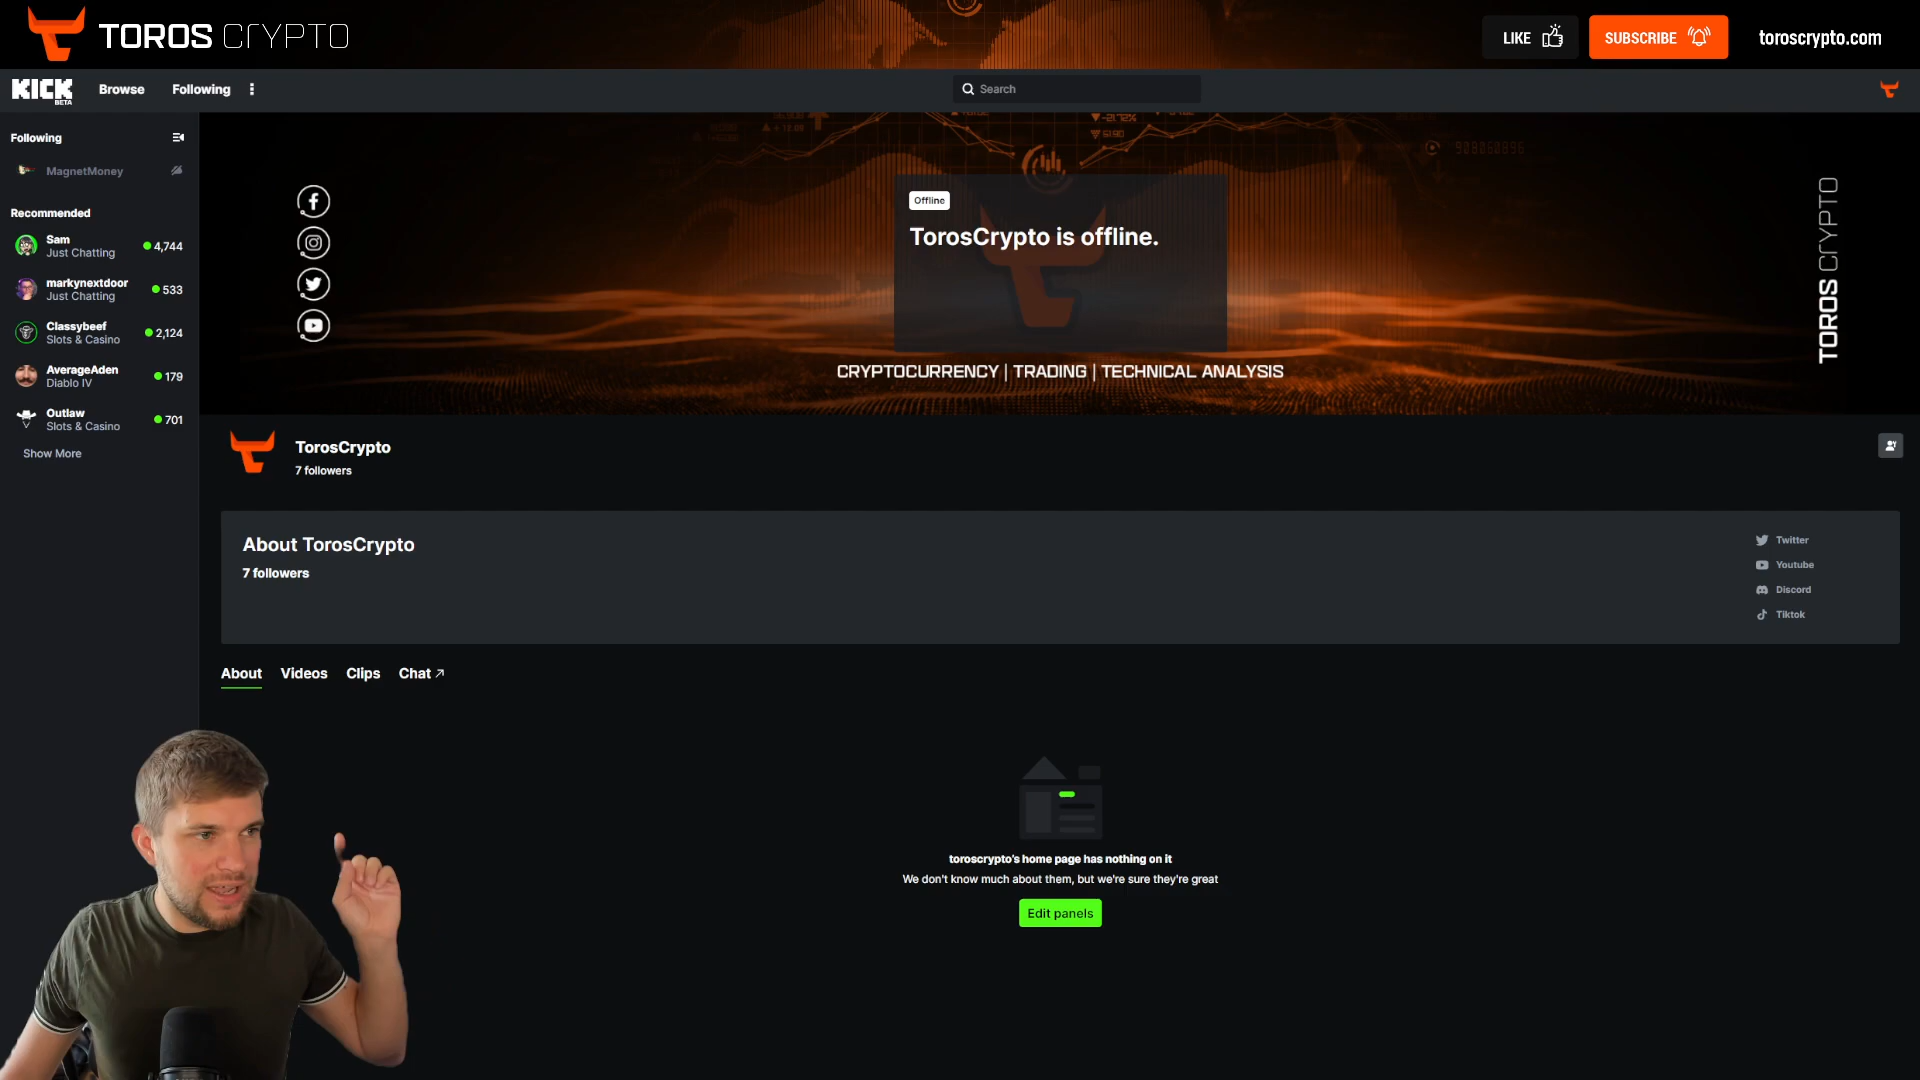 TOROS CRYPTO
LIKE
SUBSCRIBE
toroscrypto.com
KICK
BETA
Browse
Following
Search
Following
MagnetMoney
Recommended
Sam
Just Chatting
4,744
markynextdoor
Just Chatting
533
Classybeef
Slots & Casino
2,124
AverageAden
Diablo IV
179
Outlaw
Slots & Casino
701
Show More
-21.72%
51.90
Offline
TorosCrypto is offline.
CRYPTOCURRENCY | TRADING | TECHNICAL ANALYSIS
TOROS CRYPTO
TorosCrypto
7 followers
About TorosCrypto
7 followers
Twitter
Youtube
Discord
Tiktok
About
Videos
Clips
Chat
toroscrypto's home page has nothing on it
We don't know much about them, but we're sure they're great
Edit panels